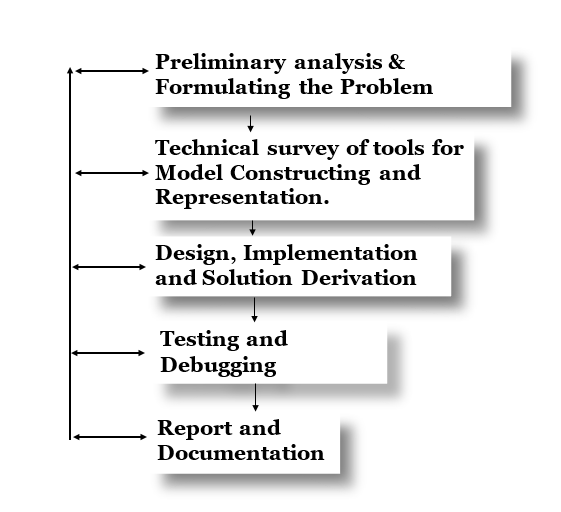 Preliminary analysis &
Formulating the Problem
Technical survey of tools for
Model Constructing and
Representation.
Design, Implementation
and Solution Derivation
Testing and
Debugging
Report and
Documentation